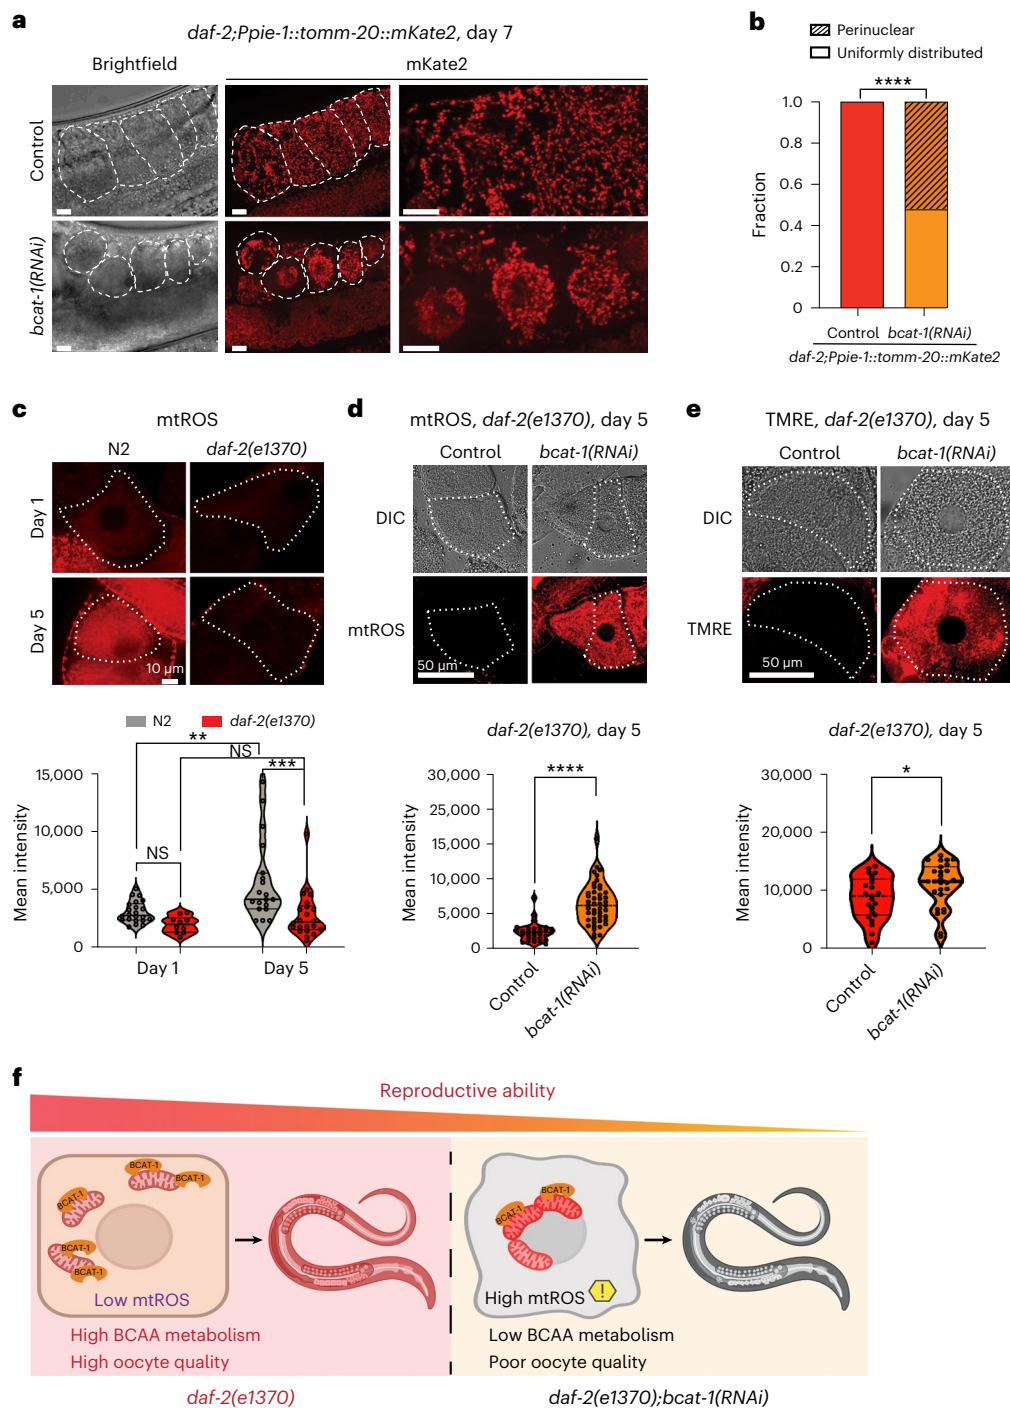 a
daf-2;Ppie-1::tomm-20::mKate2, day 7
Brightfield
mKate2
Control
bcat-1(RNAi)
b
Perinuclear
Uniformly distributed
****
1.0
0.8
0.6
0.4
0.2
0
Fraction
Control bcat-1(RNAi)
daf-2;Ppie-1::tomm-20::mKate2
c
mtROS
N2 daf-2(e1370)
Day 1
Day 5
10 µm
N2 daf-2(e1370)
**
NS
***
NS
15,000
10,000
5,000
0
Mean intensity
Day 1 Day 5
d
mtROS, daf-2(e1370), day 5
Control bcat-1(RNAi)
DIC
mtROS
50 µm
daf-2(e1370), day 5
****
30,000
25,000
15,000
10,000
5,000
0
Mean intensity
Control
bcat-1(RNAi)
e
TMRE, daf-2(e1370), day 5
Control bcat-1(RNAi)
DIC
TMRE
50 µm
daf-2(e1370), day 5
*
30,000
20,000
10,000
0
Mean intensity
Control
bcat-1(RNAi)
f
Reproductive ability
BCAT-1
BCAT-1
BCAT-1
BCAT-1
BCAT-1
Low mtROS
High BCAA metabolism
High oocyte quality
daf-2(e1370)
BCAT-1
BCAT-1
High mtROS
!
Low BCAA metabolism
Poor oocyte quality
daf-2(e1370);bcat-1(RNAi)